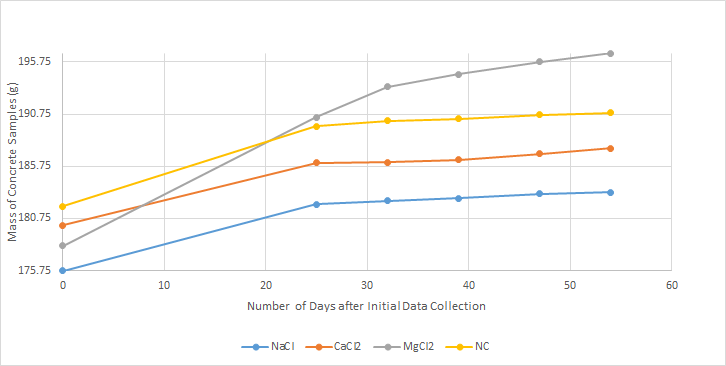 Mass of Concrete Samples (g)
195.75
190.75
185.75
180.75
175.75
0 10 20 30 40 50 60
Number of Days after Initial Data Collection
NaCl CaCl2 MgCl2 NC